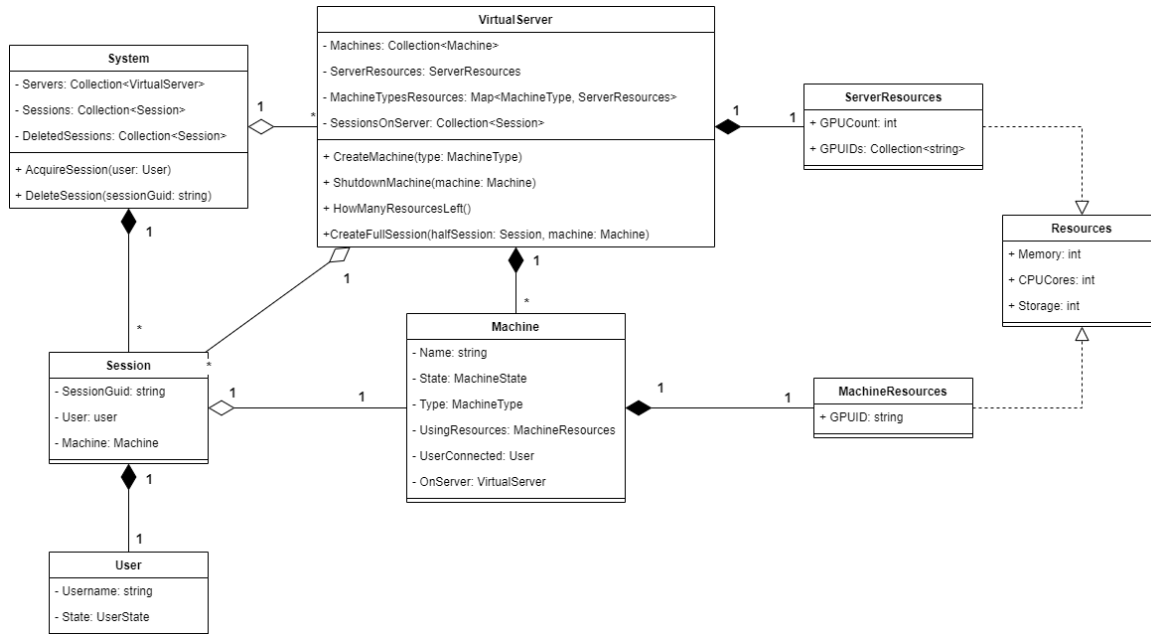 System
- Servers: Collection<VirtualServer>
- Sessions: Collection<Session>
- DeletedSessions: Collection<Session>
+ AcquireSession(user: User)
+ DeleteSession(sessionGuid: string)
1
*
VirtualServer
- Machines: Collection<Machine>
- ServerResources: ServerResources
- MachineTypesResources: Map<MachineType, ServerResources>
- SessionsOnServer: Collection<Session>
+ CreateMachine(type: MachineType)
+ ShutdownMachine(machine: Machine)
+ HowManyResourcesLeft()
+CreateFullSession(halfSession: Session, machine: Machine)
1
1
ServerResources
+ GPUCount: int
+ GPUIDs: Collection<string>
Resources
+ Memory: int
+ CPUCores: int
+ Storage: int
1
1
1
*
*
*
Session
- SessionGuid: string
- User: user
- Machine: Machine
1
1
Machine
- Name: string
- State: MachineState
- Type: MachineType
- UsingResources: MachineResources
- UserConnected: User
- OnServer: VirtualServer
1
1
MachineResources
+ GPUID: string
1
1
User
- Username: string
- State: UserState